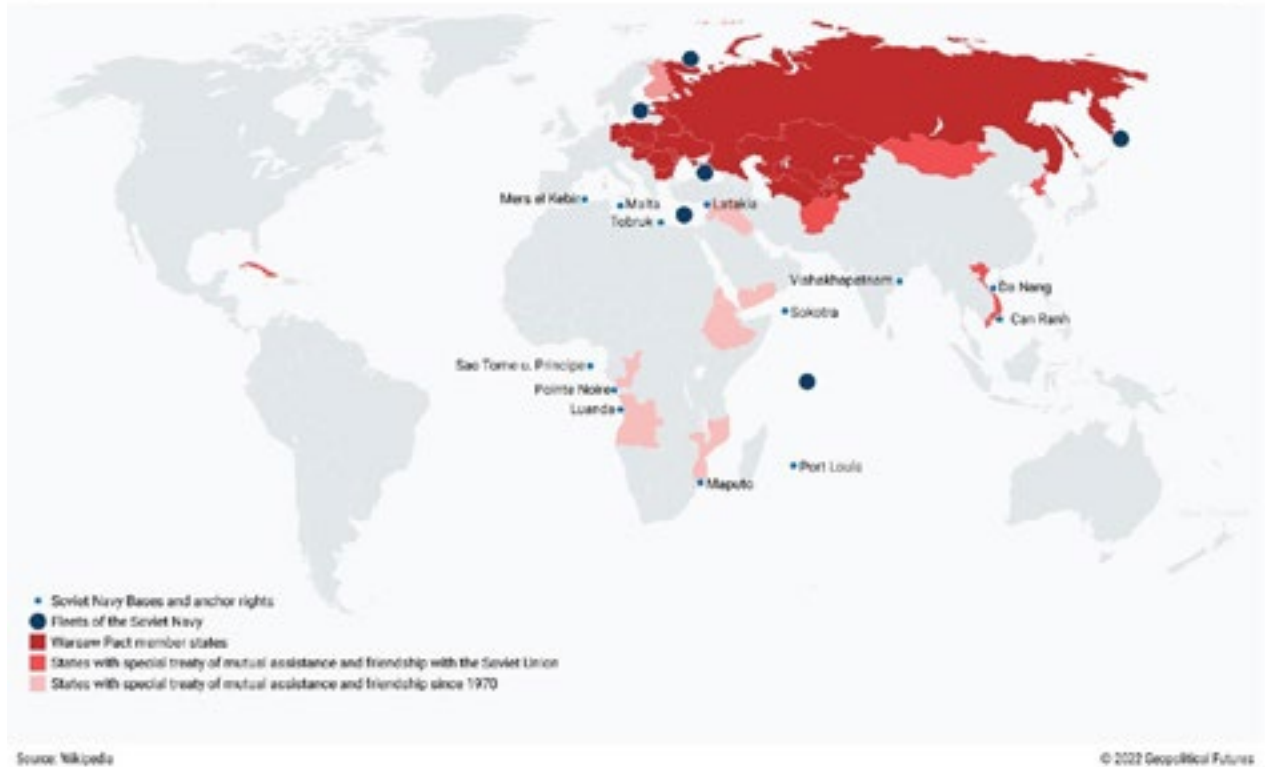 Mers el Kebir
Malta
Latakia
Tobruk
Vishakhapatnam
Da Nang
Sokotra
Can Ranh
Sao Tome u. Principe
Pointe Noire
Luanda
Port Louis
Maputo
Soviet Navy Bases and anchor rights
Fleets of the Soviet Navy
Warsaw Pact member states
States with special treaty of mutual assistance and friendship with the Soviet Union
States with special treaty of mutual assistance and friendship since 1970
Source: Wikipedia
© 2022 Geopolitical Futures